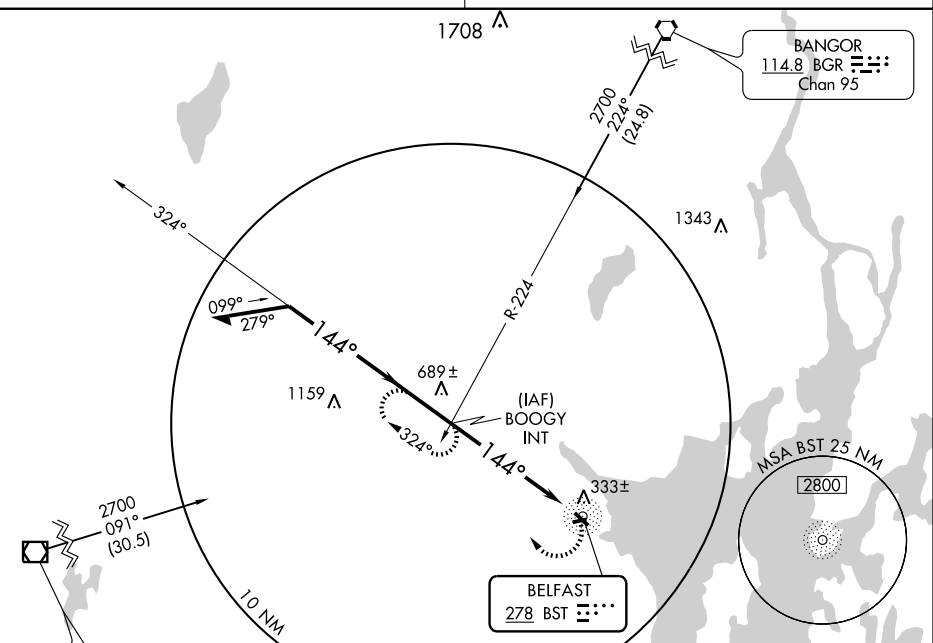 1708
BANGOR
114.8 BGR
Chan 95
2700
224°
(24.8)
324°
1343
099°
279°
R-224
144°
689±
1159
(IAF)
BOOGY
INT
324°
144°
MSA BST 25 NM
2800
333±
2700
091°
(30.5)
10 NM
BELFAST
278 BST